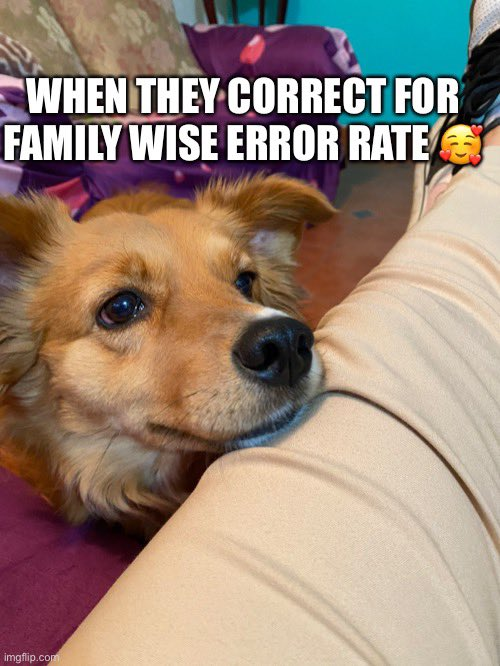 WHEN THEY CORRECT FOR
FAMILY WISE ERROR RATE 🥰
imgflip.com